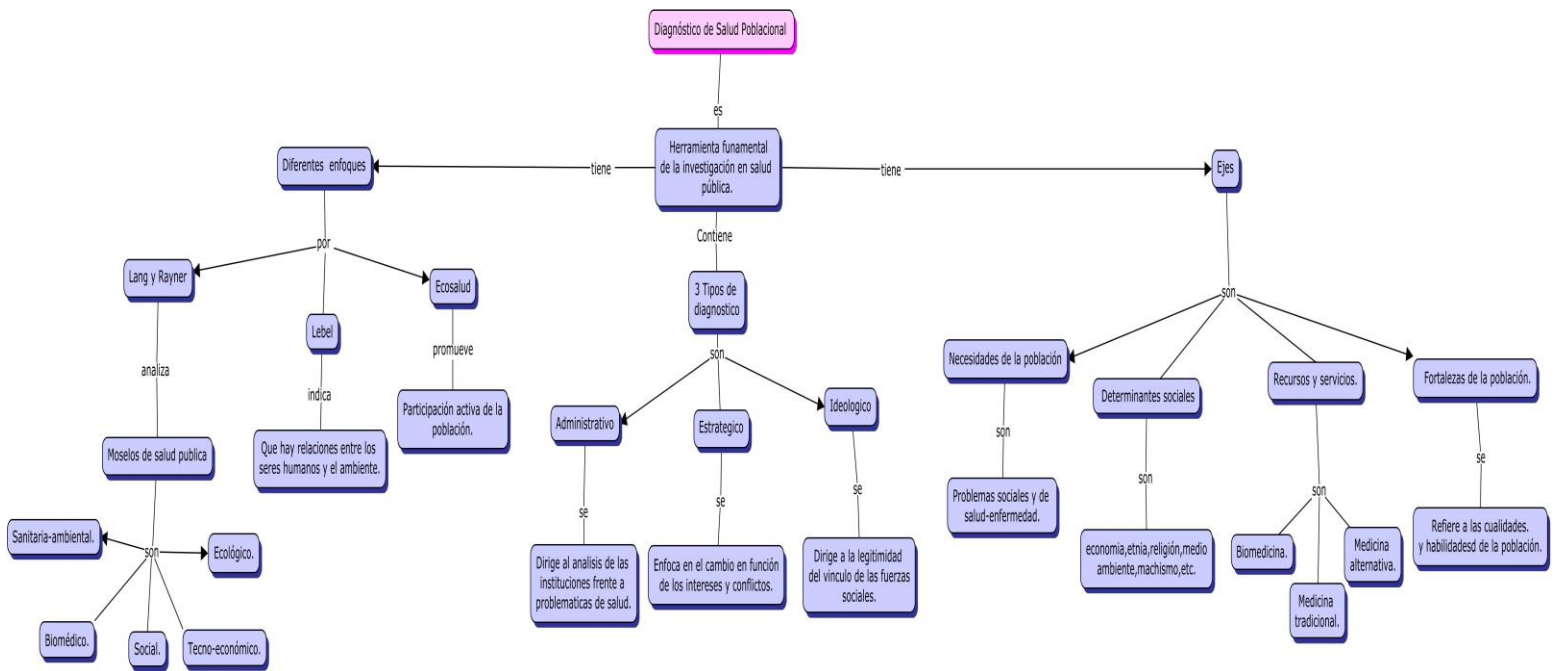 Diagnóstico de Salud Poblacional
es
Herramienta funamental
de la investigación en salud
pública.
tiene
tiene
Diferentes enfoques
Ejes
por
Contiene
Lang y Rayner
Ecosalud
3 Tipos de
diagnostico
son
Lebel
analiza
promueve
indica
Participación activa de la
población.
Que hay relaciones entre los
seres humanos y el ambiente.
Moselos de salud publica
Sanitaria-ambiental.
son
Ecológico.
Biomédico.
Social.
Tecno-económico.
son
Administrativo
Estrategico
Ideologico
se
se
se
Dirige al analisis de las
instituciones frente a
problematicas de salud.
Enfoca en el cambio en función
de los intereses y conflictos.
Dirige a la legitimidad
del vinculo de las fuerzas
sociales.
Necesidades de la población
Determinantes sociales
Recursos y servicios.
Fortalezas de la población.
son
son
son
se
Problemas sociales y de
salud-enfermedad.
economia,etnia,religión,medio
ambiente,machismo,etc.
Biomedicina.
Medicina
tradicional.
Medicina
alternativa.
Refiere a las cualidades.
y habilidadesd de la población.